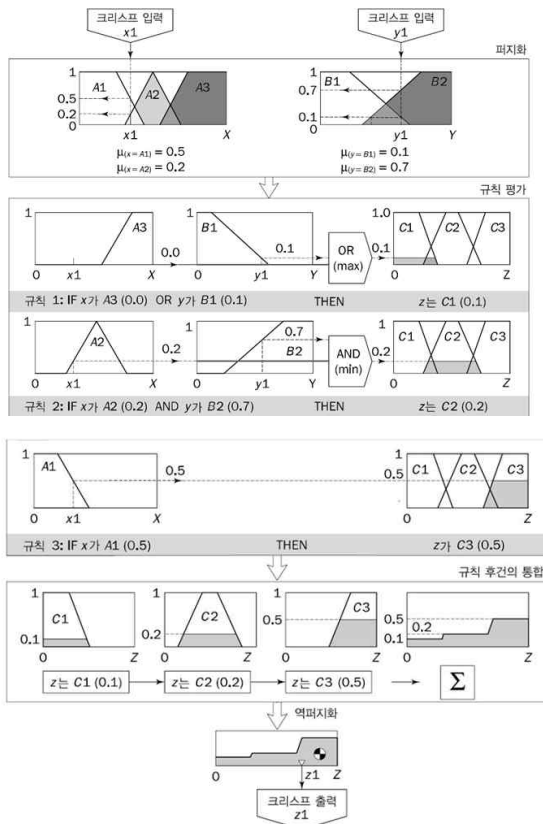 크리스프 입력 크리스프 입력
x1 y1
퍼지화
1 1
A1 A2 A3 B1 B2
0.5 0.7
0.2 0.1
0 x1 X 0 y1 Y
μ(x=A1) = 0.5 μ(y=B1) = 0.1
μ(x=A2) = 0.2 μ(y=B2) = 0.7
규칙 평가
1 A3 1 B1 1.0 C1 C2 C3
0.0 0.1 OR (max) 0.1
0 x1 X 0 y1 Y 0 Z
규칙 1: IF x가 A3 (0.0) OR y가 B1 (0.1) THEN z는 C1 (0.1)
1 A2 1 0.7 B2 1 C1 C2 C3
0.2 AND (min) 0.2
0 x1 X 0 y1 Y 0 Z
규칙 2: IF x가 A2 (0.2) AND y가 B2 (0.7) THEN z는 C2 (0.2)
1 A1 1 C1 C2 C3
0.5 0.5
0 x1 X 0 Z
규칙 3: IF x가 A1 (0.5) THEN z가 C3 (0.5)
규칙 후건의 통합
1 C1 1 C2 1 C3 1
0.1 0.2 0.5 0.5 0.2 0.1
0 Z 0 Z 0 Z 0 Z
z는 C1 (0.1) z는 C2 (0.2) z는 C3 (0.5) Σ
역퍼지화
0 z1 Z
크리스프 출력
z1